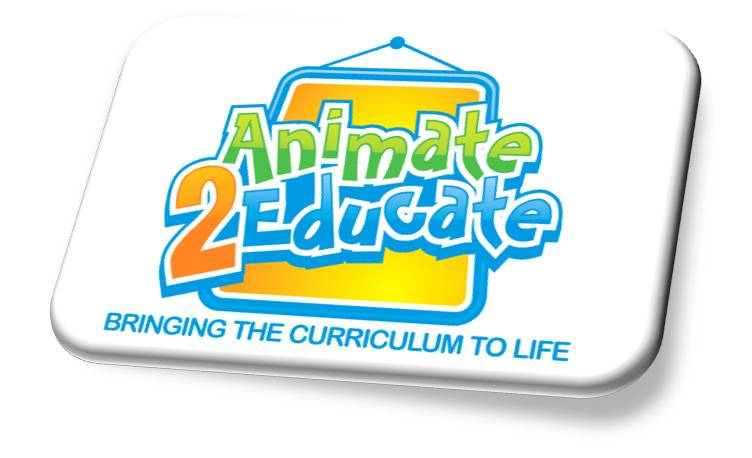 Animate
2Educate
BRINGING THE CURRICULUM TO LIFE